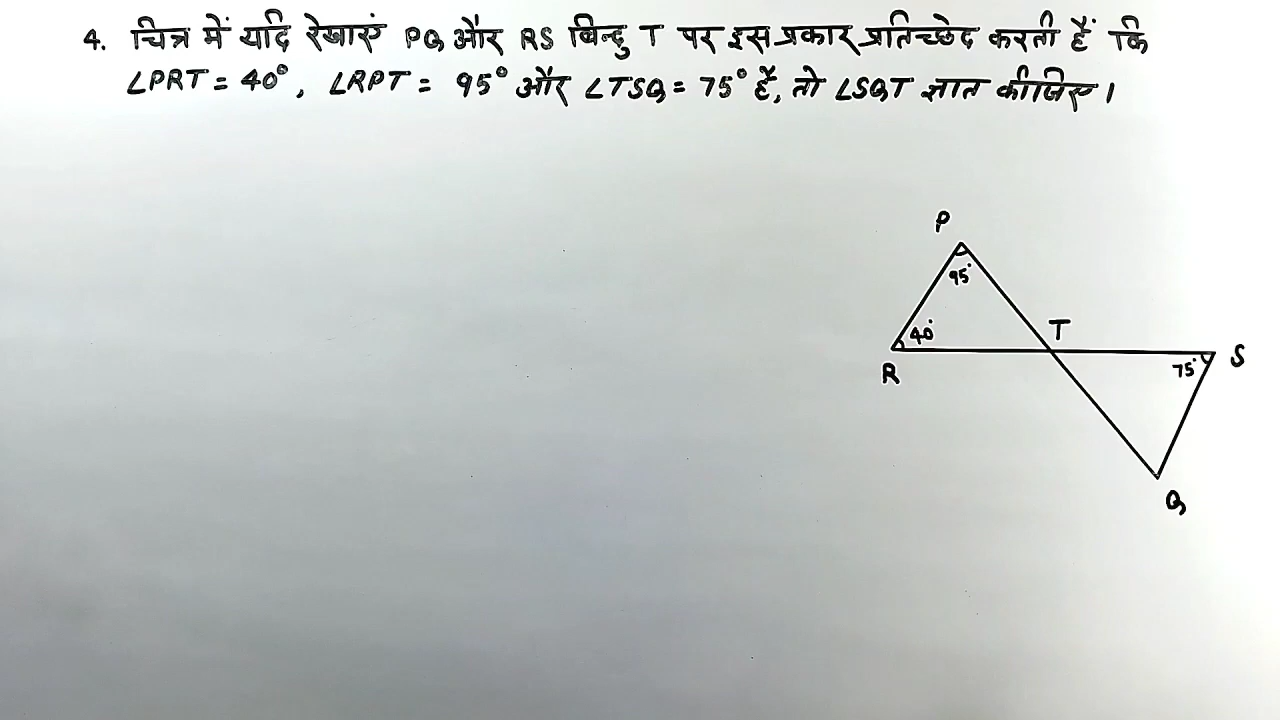 4. चित्र में यदि रेखाएं PQ और RS बिन्दु T पर इस प्रकार प्रतिच्छेद करती हैं कि
∠PRT = 40°, ∠RPT = 95° और ∠TSQ = 75° है, तो ∠SQT ज्ञात कीजिए।
P
95°
T
40°
S
R
75°
Q